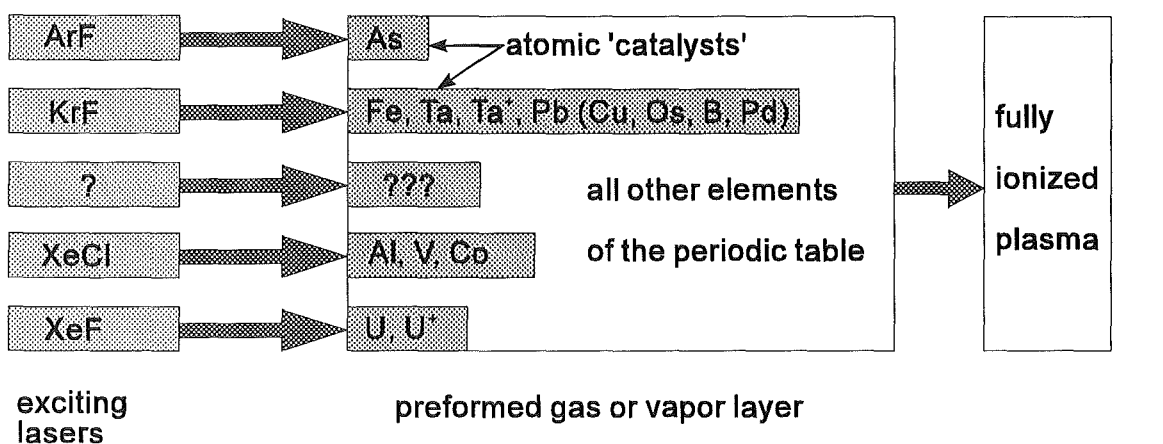 ArF
As
atomic 'catalysts'
KrF
Fe, Ta, Ta⁺, Pb (Cu, Os, B, Pd)
?
???
all other elements
of the periodic table
XeCl
Al, V, Co
XeF
U, U⁺
fully
ionized
plasma
exciting
lasers
preformed gas or vapor layer